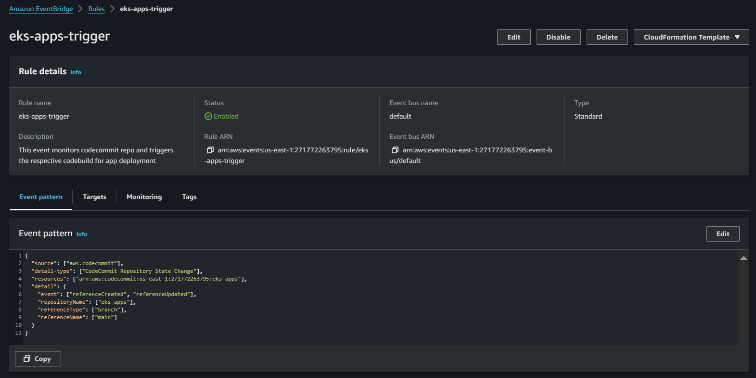 Amazon EventBridge > Rules > eks-apps-trigger
eks-apps-trigger
Edit
Disable
Delete
CloudFormation Template
Rule details Info
Rule name
eks-apps-trigger
Status
Enabled
Event bus name
default
Type
Standard
Description
This event monitors codecommit repo and triggers
the respective codebuild for app deployment
Rule ARN
arn:aws:events:us-east-1:271772263795:rule/eks
-apps-trigger
Event bus ARN
arn:aws:events:us-east-1:271772263795:event-b
us/default
Event pattern
Targets
Monitoring
Tags
Event pattern Info
Edit
1 {
2 "source": ["aws.codecommit"],
3 "detail-type": ["CodeCommit Repository State Change"],
4 "resources": ["arn:aws:codecommit:us-east-1:271772263795:eks-apps"],
5 "detail": {
6 "event": ["referenceCreated", "referenceUpdated"],
7 "repositoryName": ["eks-apps"],
8 "referenceType": ["branch"],
9 "referenceName": ["main"]
10 }
11 }
Copy